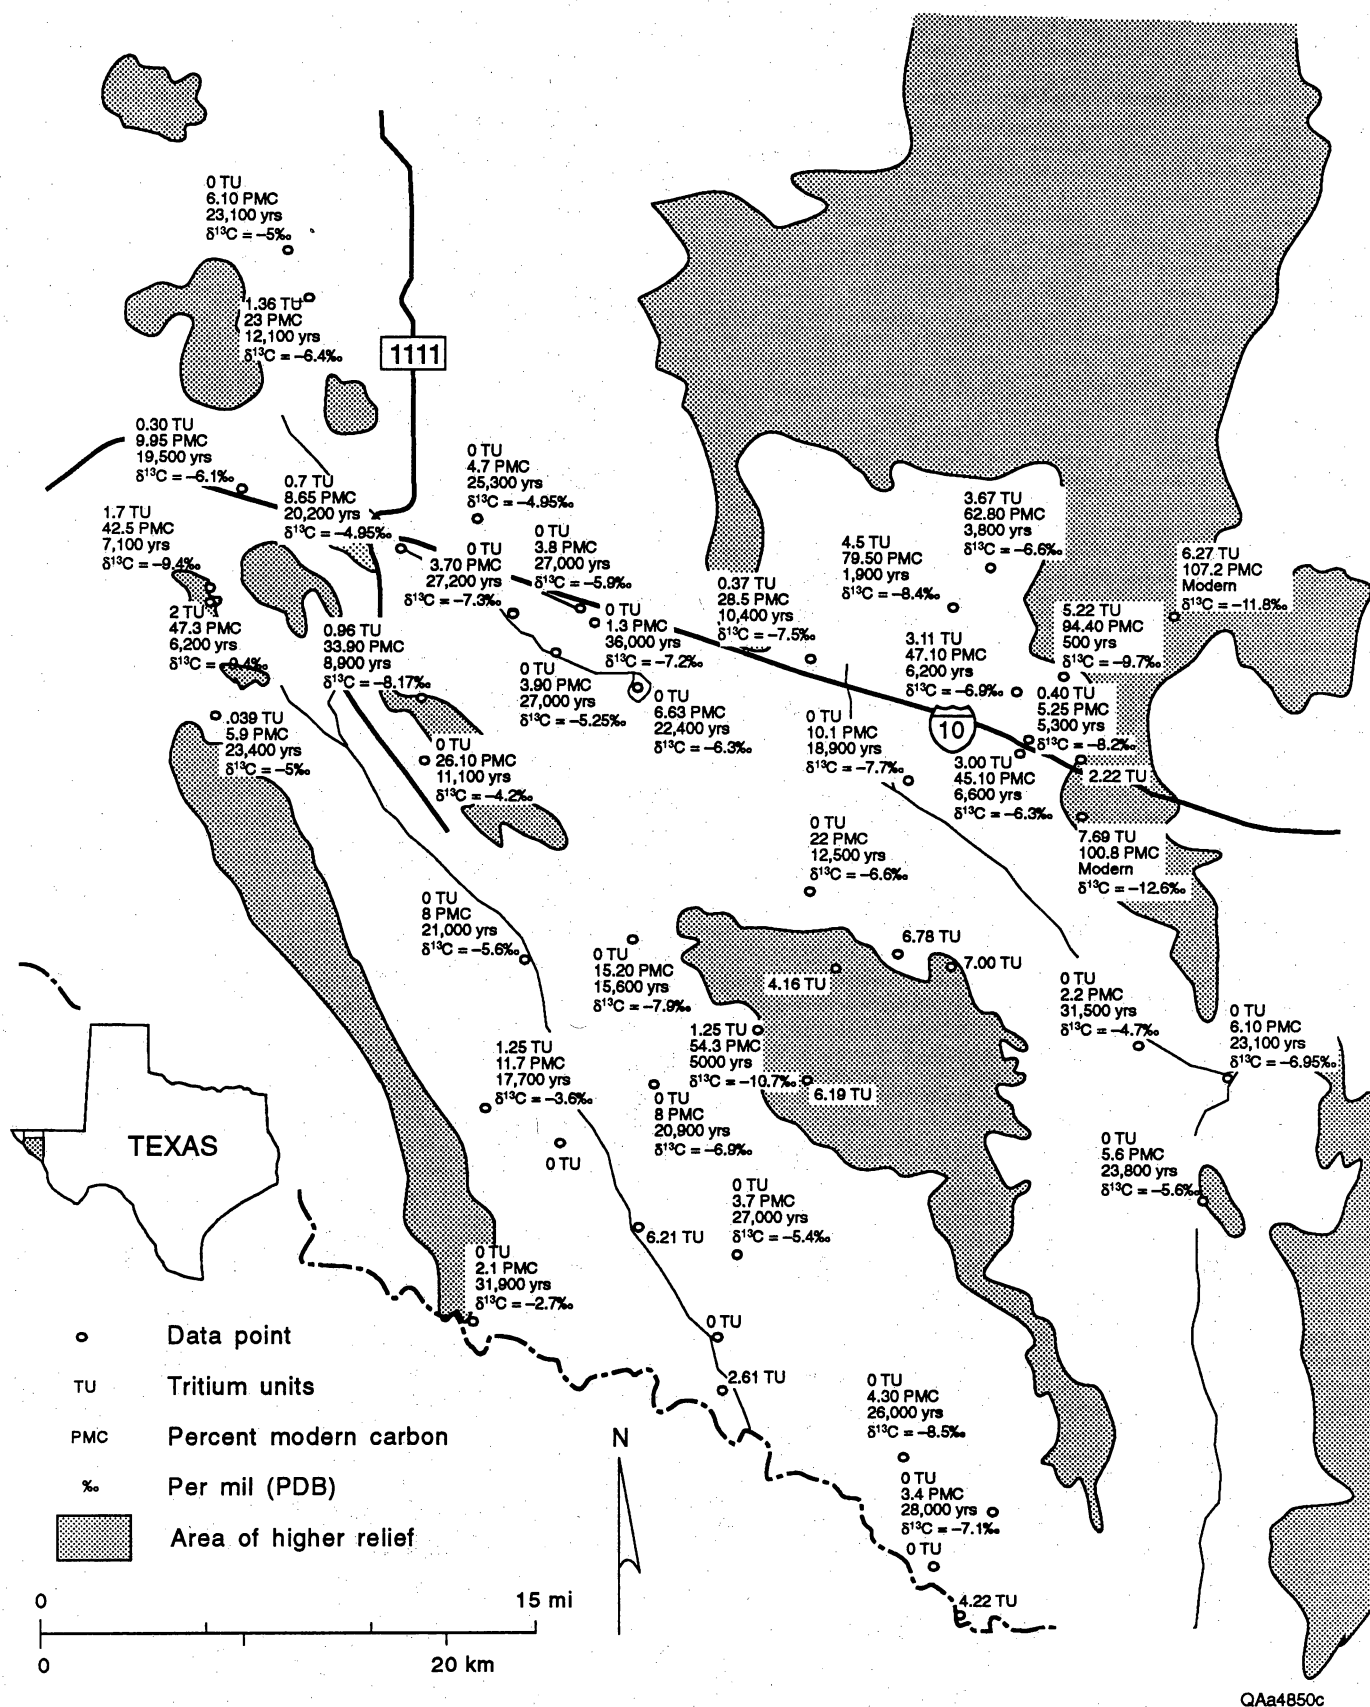 0 TU
6.10 PMC
23,100 yrs
δ¹³C = −5‰
1.36 TU
23 PMC
12,100 yrs
δ¹³C = −6.4‰
1111
0.30 TU
9.95 PMC
19,500 yrs
δ¹³C = −6.1‰
0.7 TU
8.65 PMC
20,200 yrs
δ¹³C = −4.95‰
0 TU
4.7 PMC
25,300 yrs
δ¹³C = −4.95‰
1.7 TU
42.5 PMC
7,100 yrs
δ¹³C = −9.4‰
0 TU
3.70 PMC
27,200 yrs
δ¹³C = −7.3‰
0 TU
3.8 PMC
27,000 yrs
δ¹³C = −5.9‰
3.67 TU
62.80 PMC
3,800 yrs
δ¹³C = −6.6‰
4.5 TU
79.50 PMC
1,900 yrs
δ¹³C = −8.4‰
6.27 TU
107.2 PMC
Modern
δ¹³C = −11.8‰
0.37 TU
28.5 PMC
10,400 yrs
δ¹³C = −7.5‰
2 TU
47.3 PMC
6,200 yrs
δ¹³C = −9.4‰
0.96 TU
33.90 PMC
8,900 yrs
δ¹³C = −8.17‰
0 TU
1.3 PMC
36,000 yrs
δ¹³C = −7.2‰
5.22 TU
94.40 PMC
500 yrs
δ¹³C = −9.7‰
3.11 TU
47.10 PMC
6,200 yrs
δ¹³C = −6.9‰
0 TU
3.90 PMC
27,000 yrs
δ¹³C = −5.25‰
0 TU
6.63 PMC
22,400 yrs
δ¹³C = −6.3‰
0.40 TU
5.25 PMC
5,300 yrs
δ¹³C = −8.2‰
.039 TU
5.9 PMC
23,400 yrs
δ¹³C = −5‰
0 TU
10.1 PMC
18,900 yrs
δ¹³C = −7.7‰
10
0 TU
26.10 PMC
11,100 yrs
δ¹³C = −4.2‰
3.00 TU
45.10 PMC
6,600 yrs
δ¹³C = −6.3‰
2.22 TU
0 TU
22 PMC
12,500 yrs
δ¹³C = −6.6‰
7.69 TU
100.8 PMC
Modern
δ¹³C = −12.6‰
0 TU
8 PMC
21,000 yrs
δ¹³C = −5.6‰
0 TU
15.20 PMC
15,600 yrs
δ¹³C = −7.9‰
6.78 TU
7.00 TU
4.16 TU
0 TU
2.2 PMC
31,500 yrs
δ¹³C = −4.7‰
0 TU
6.10 PMC
23,100 yrs
δ¹³C = −6.95‰
1.25 TU
54.3 PMC
5000 yrs
δ¹³C = −10.7‰
1.25 TU
11.7 PMC
17,700 yrs
δ¹³C = −3.6‰
6.19 TU
0 TU
8 PMC
20,900 yrs
δ¹³C = −6.9‰
0 TU
TEXAS
0 TU
5.6 PMC
23,800 yrs
δ¹³C = −5.6‰
0 TU
3.7 PMC
27,000 yrs
δ¹³C = −5.4‰
6.21 TU
0 TU
2.1 PMC
31,900 yrs
δ¹³C = −2.7‰
0 TU
2.61 TU
0 TU
4.30 PMC
26,000 yrs
δ¹³C = −8.5‰
0 TU
3.4 PMC
28,000 yrs
δ¹³C = −7.1‰
0 TU
4.22 TU
Data point
TU Tritium units
PMC Percent modern carbon
‰ Per mil (PDB)
Area of higher relief
N
0 15 mi
0 20 km
QAa4850c